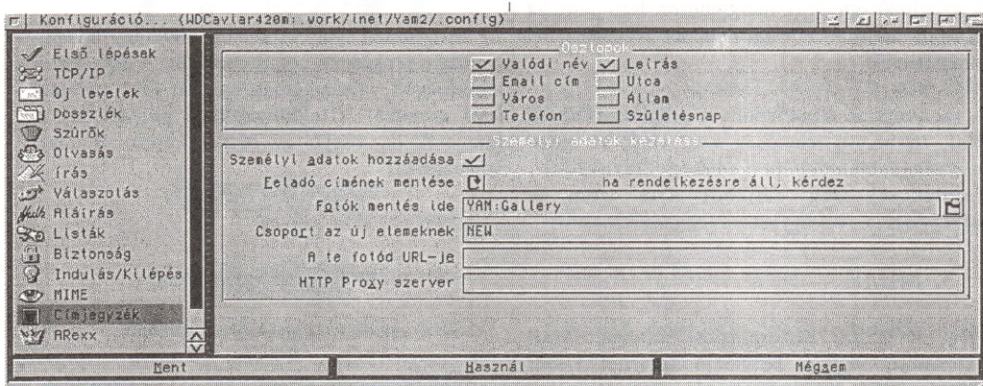 Konfiguráció... (WDCaviar420m: work/inet/Yam2/.config)
Első lépések
TCP/IP
Új levelek
Dossziék
Szűrők
Olvasás
Írás
Válaszolás
Aláírás
Listák
Biztonság
Indulás/Kilépés
MIME
Címjegyzék
ARexx
Oszlopok
Valódi név
Leírás
Email cím
Utca
Város
Állam
Telefon
Születésnap
Személyi adatok kezelése
Személyi adatok hozzáadása
Feladó címének mentése
ha rendelkezésre áll, kérdez
Fotók mentés ide
YAM:Gallery
Csoport az új elemeknek
NEW
A te fotód URL-je
HTTP Proxy szerver
Ment
Használ
Mégsem